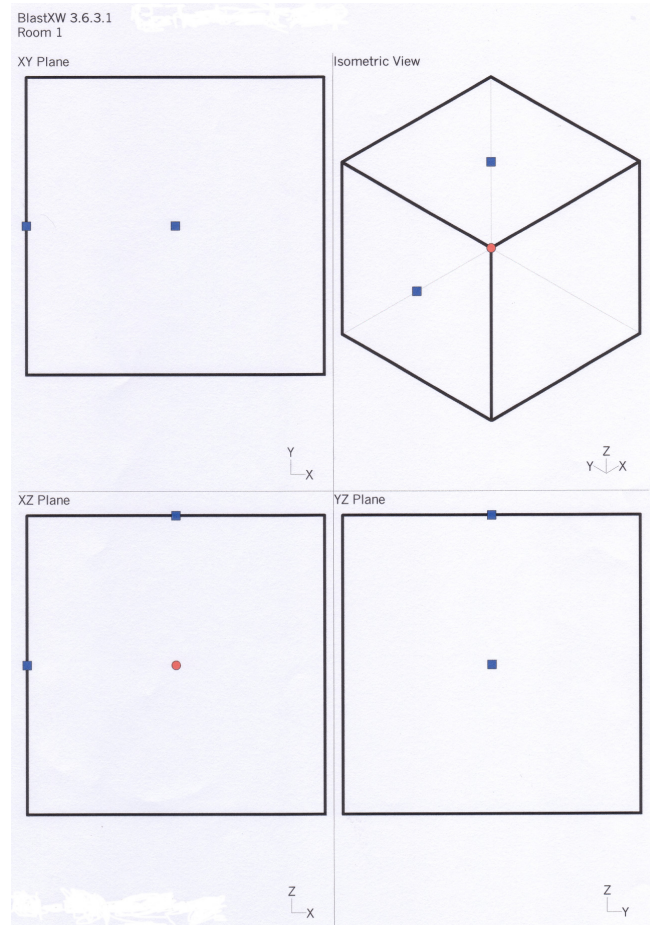 BlastXW 3.6.3.1
Room 1
XY Plane
Isometric View
Y
X
Z
Y X
XZ Plane
YZ Plane
Z
X
Z
Y